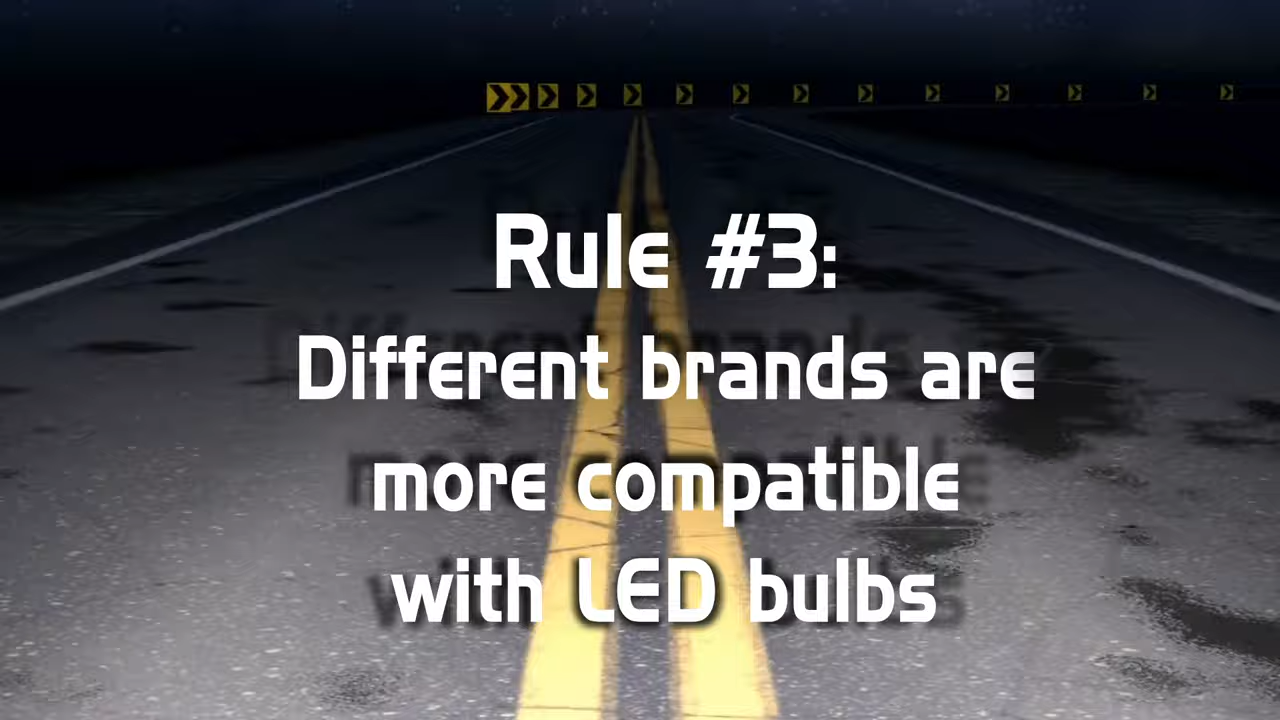 Rule #3:
Different brands are
more compatible
with LED bulbs